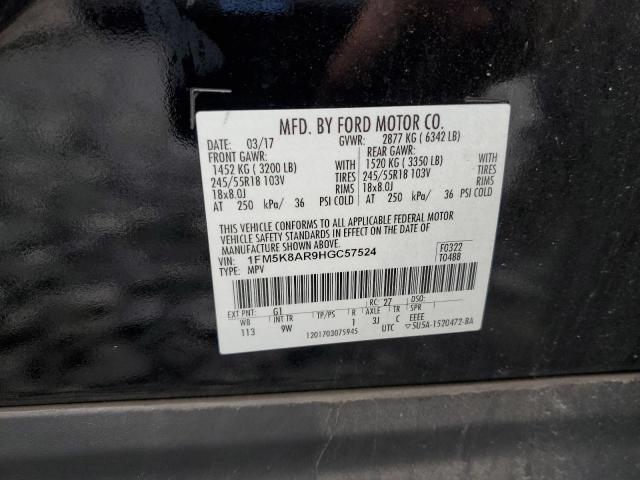 MFD. BY FORD MOTOR CO.
DATE: 03/17 GVWR: 2877 KG ( 6342 LB)
FRONT GAWR: REAR GAWR:
1452 KG ( 3200 LB) WITH 1520 KG ( 3350 LB) WITH
245/55R18 103V TIRES 245/55R18 103V TIRES
18x8.0J RIMS 18x8.0J RIMS
AT 250 kPa/ 36 PSI COLD AT 250 kPa/ 36 PSI COLD
THIS VEHICLE CONFORMS TO ALL APPLICABLE FEDERAL MOTOR
VEHICLE SAFETY STANDARDS IN EFFECT ON THE DATE OF
MANUFACTURE SHOWN ABOVE.
VIN: 1FM5K8AR9HGC57524 F0322
TYPE: MPV T0488
EXT PNT: G1 RC: 27 DSO:
WB INT TR TP/PS R AXLE TR SPR
113 9W 1 3J C EEEE
1201703075945 UTC ▽5U5A-1520472-BA